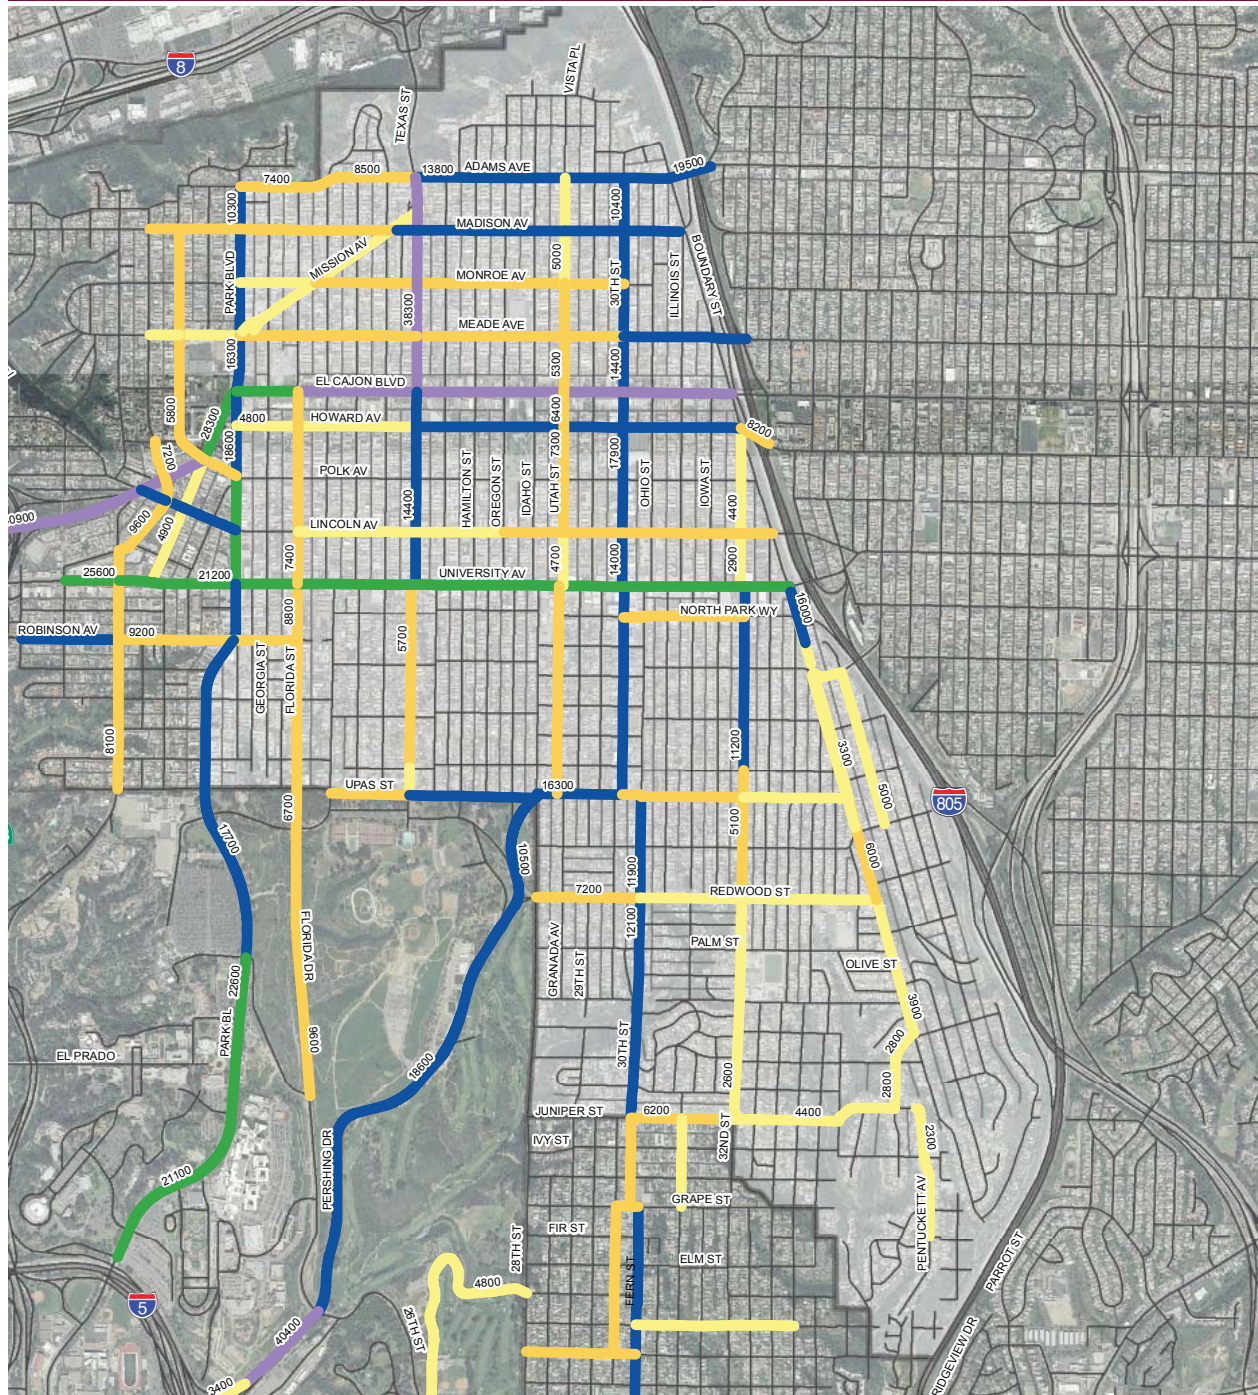 8
VISTA PL
TEXAS ST
7400
8500
13800
ADAMS AVE
19500
10300
10400
MADISON AV
MISSION AV
PARK BLVD
5000
MONROE AV
30TH ST
ILLINOIS ST
BOUNDARY ST
38300
MEADE AVE
16300
5300
14400
EL CAJON BLVD
5800
28300
4800
HOWARD AV
6400
8200
18600
7300
17900
7200
POLK AV
HAMILTON ST
OREGON ST
IDAHO ST
UTAH ST
OHIO ST
IOWA ST
9600
4900
14400
4400
LINCOLN AV
7400
4700
14000
2900
25600
21200
UNIVERSITY AV
8800
16000
NORTH PARK WY
ROBINSON AV
9200
5700
GEORGIA ST
FLORIDA ST
8100
11200
3300
UPAS ST
16300
5000
805
6700
5100
17700
10500
6000
11900
7200
REDWOOD ST
12100
FLORIDA DR
GRANADA AV
29TH ST
PALM ST
OLIVE ST
22600
3900
PARK BL
9600
30TH ST
2800
EL PRADO
18600
2600
2800
JUNIPER ST
6200
4400
IVY ST
32ND ST
2300
21100
PERSHING DR
GRAPE ST
PENTUCKETT AV
FIR ST
28TH ST
ELM ST
PARROT ST
4800
FERN ST
5
40400
26TH ST
3400
RIDGEVIEW DR